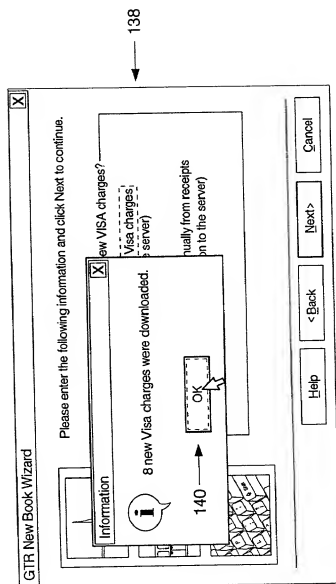 GTR New Book Wizard X
Please enter the following information and click Next to continue.
ew VISA charges?
Visa charges
e server)
nually from receipts
on to the server)
Information X
i
8 new Visa charges were downloaded.
OK
140
138
Help
< Back
Next>
Cancel